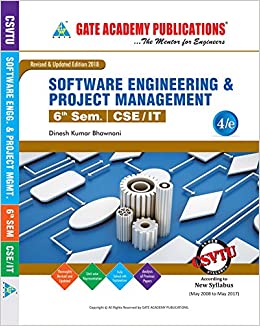 CSVTU
SOFTWARE ENGG. & PROJECT MGMT.
6th SEM
CSE/IT
GATE ACADEMY PUBLICATIONS®
...The Mentor for Engineers
Revised & Updated Edition 2018
SOFTWARE ENGINEERING &
PROJECT MANAGEMENT
6th Sem. CSE/IT
Dinesh Kumar Bhawnani
4/e
CSVTU
According to
New Syllabus
(May 2008 to May 2017)
Copyright © All Rights Reserved by GATE ACADEMY PUBLICATIONS.